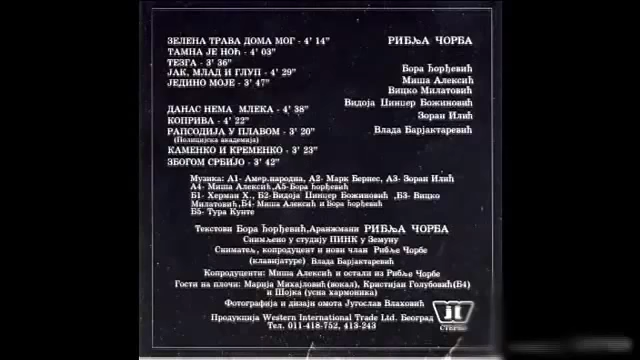 ЗЕЛЕНА ТРАВА ДОМА МОГ - 4' 14"
ТАМНА ЈЕ НОЋ - 4' 03"
ТЕЗГА - 3' 36"
ЈАК, МЛАД И ГЛУП - 4' 29"
ЈЕДИНО МОЈЕ - 3' 47"
ДАНАС НЕМА МЛЕКА - 4' 38"
КОПРИВА - 4' 22"
РАПСОДИЈА У ПЛАВОМ - 3' 20"
(Полицијска академија)
КАМЕНКО И КРЕМЕНКО - 3' 23"
ЗБОГОМ СРБИЈО - 3' 42"
РИБЉА ЧОРБА
Бора Ђорђевић
Миша Алексић
Вицко Милатовић
Видоја Џинџер Божиновић
Зоран Илић
Влада Барјактаревић
Музика: А1- Амер.народна, А2- Марк Бернес, А3- Зоран Илић
А4- Миша Алексић,А5-Бора Ђорђевић
Б1- Херман Х., Б2-Видоја Џинџер Божиновић ,Б3- Вицко
Милатовић,Б4- Миша Алексић и Бора Ђорђевић
Б5- Тура Кунте
Текстови Бора Ђорђевић,Аранжмани РИБЉА ЧОРБА
Снимљено у студију ПИНК у Земуну
Сниматељ, копродуцент и нови члан Рибље Чорбе
(клавијатуре) Влада Барјактаревић
Копродуценти: Миша Алексић и остали из Рибље Чорбе
Гости на плочи: Марија Михајловић(вокал), Кристијан Голубовић(Б4)
и Шојка (усна хармоника)
Фотографија и дизајн омота Југослав Влаховић
Продукција Western International Trade Ltd. Београд
Тел. 011-418-752, 413-243
Стерео